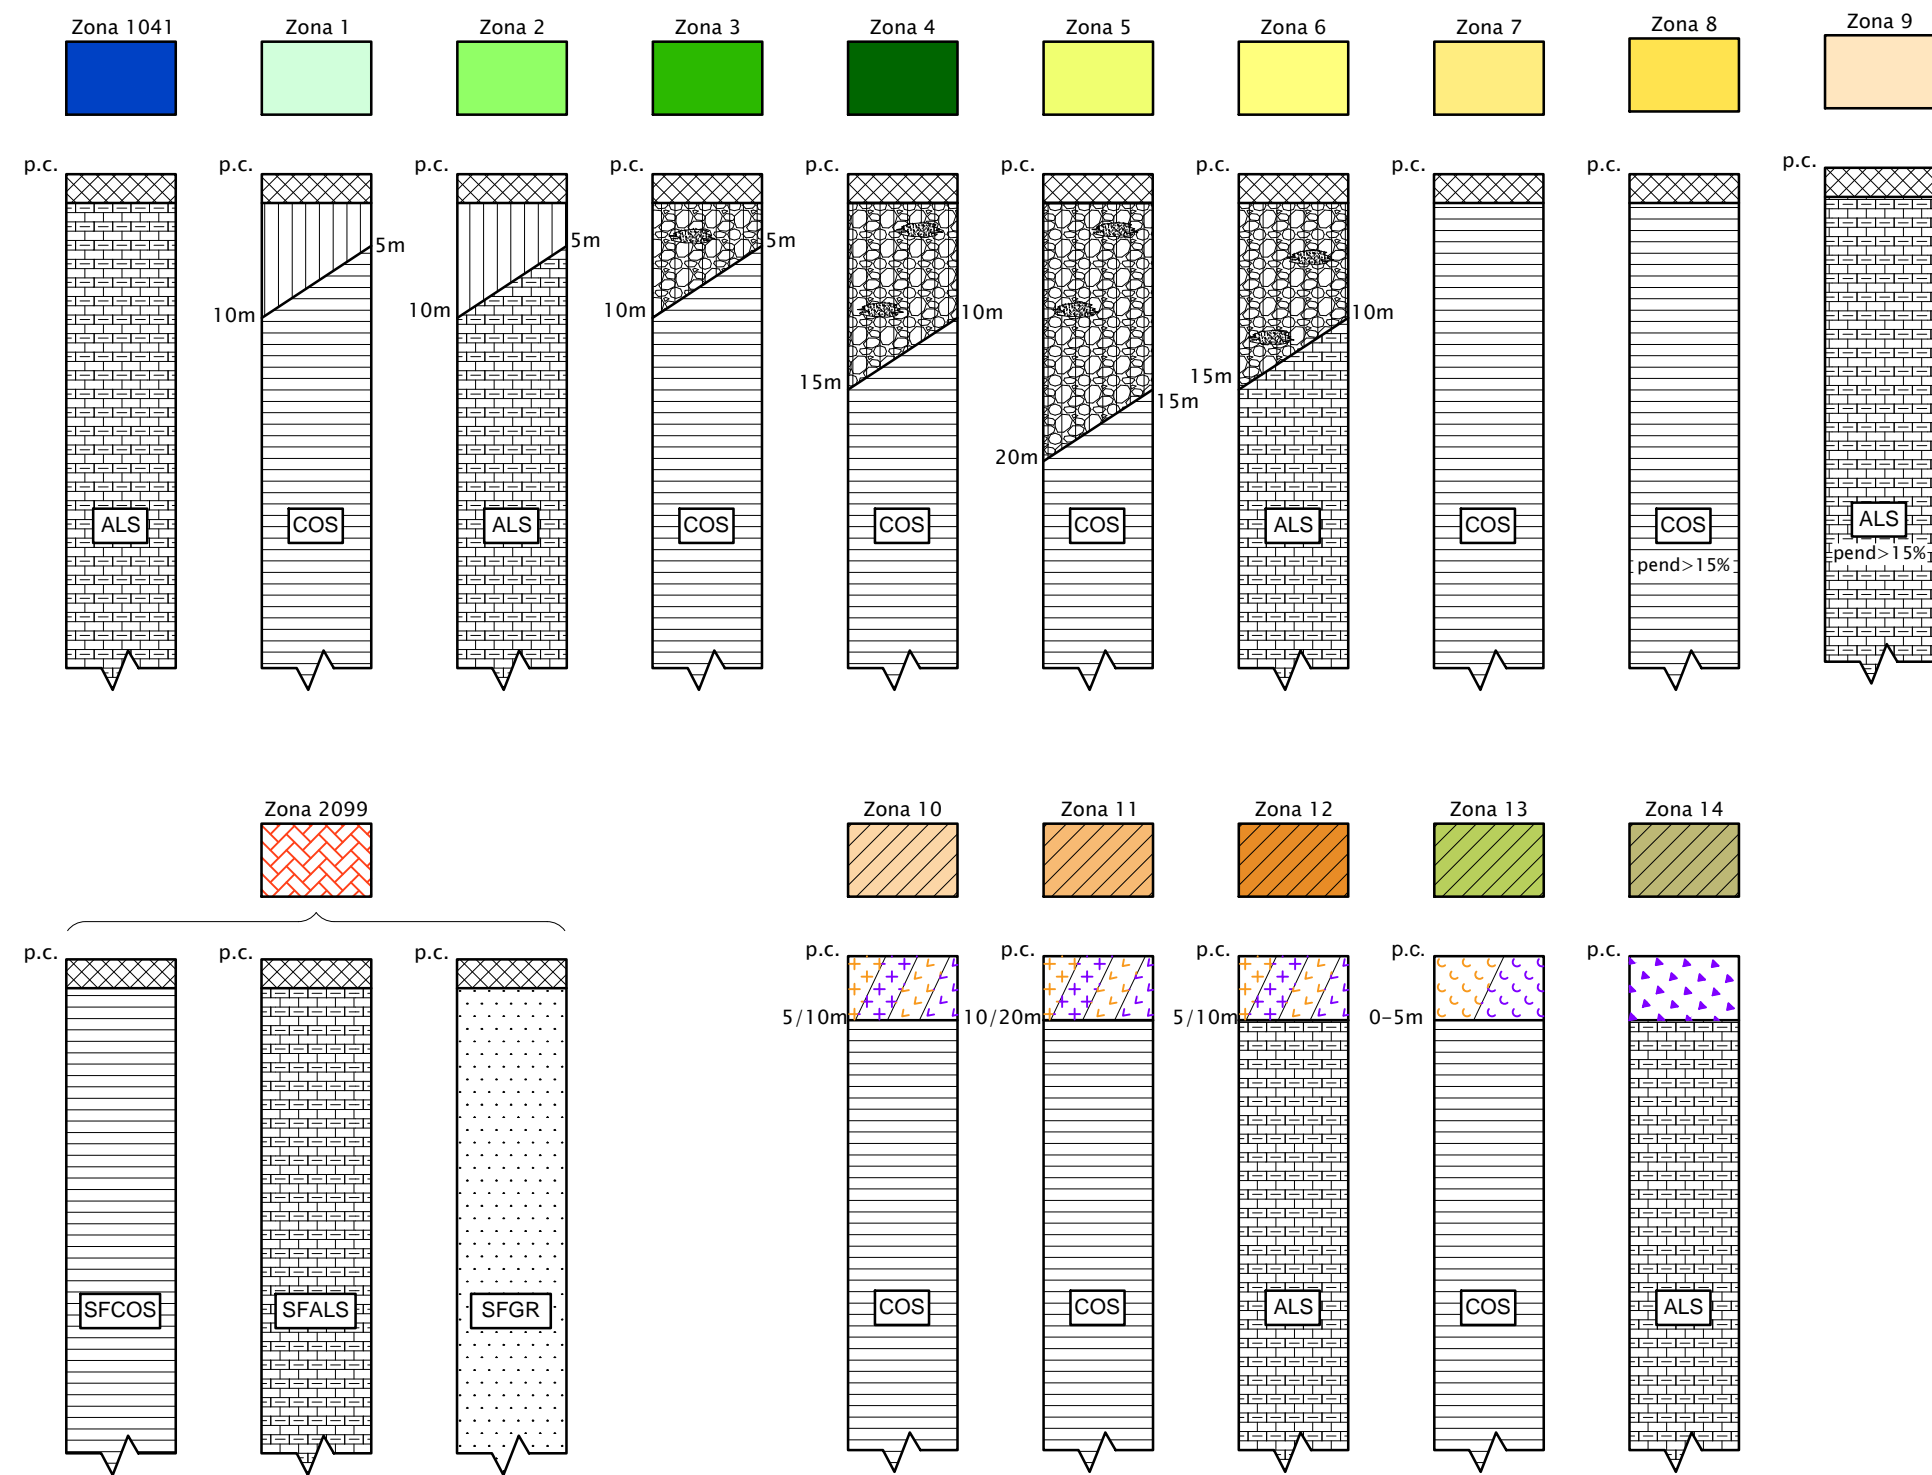 Zona 1041 Zona 1 Zona 2 Zona 3 Zona 4 Zona 5 Zona 6 Zona 7 Zona 8 Zona 9
p.c. p.c. p.c. p.c. p.c. p.c. p.c. p.c. p.c. p.c.
5m 5m 5m
10m 10m 10m 10m 10m
15m 15m 15m
20m
ALS COS ALS COS COS COS ALS COS COS ALS
pend>15% pend>15%
Zona 2099 Zona 10 Zona 11 Zona 12 Zona 13 Zona 14
p.c. p.c. p.c. p.c. p.c. p.c. p.c. p.c.
5/10m 10/20m 5/10m 0-5m
SFCOS SFALS SFGR COS COS ALS COS ALS